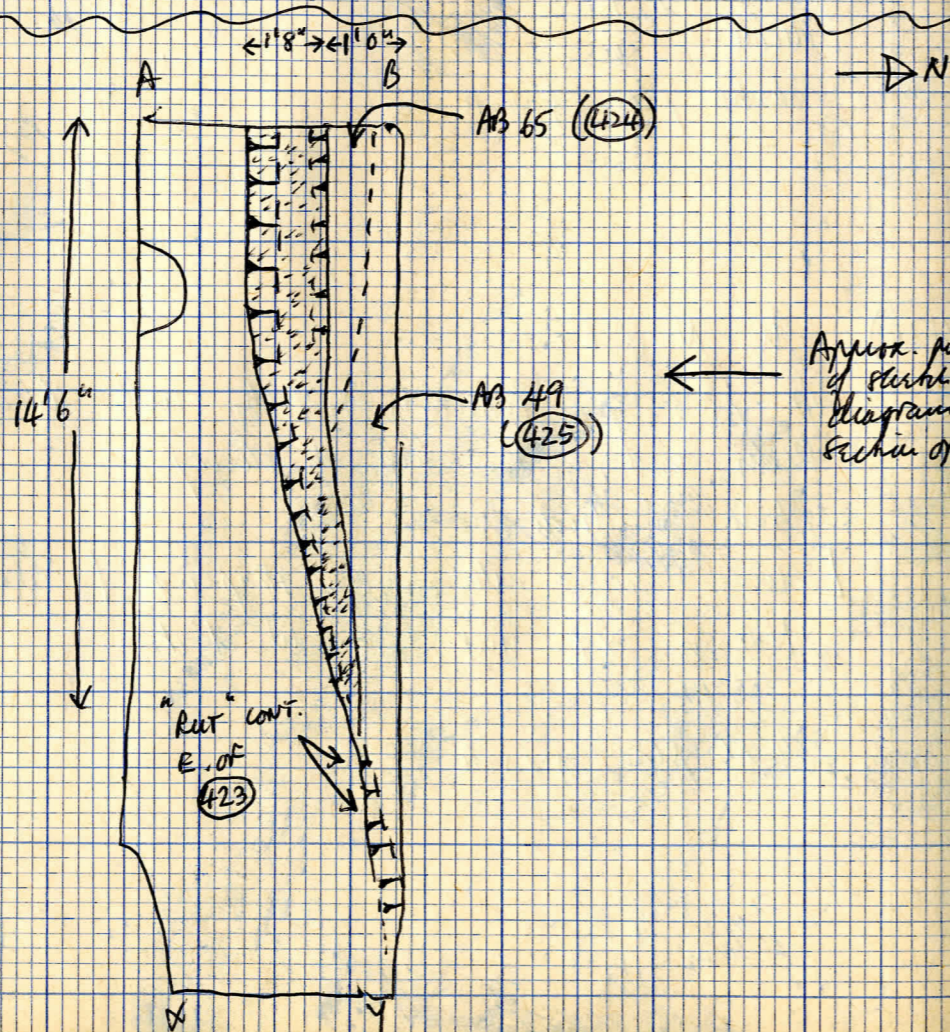 1'8" 1'0"
A B
N
AB 65 (424)
14'6"
AB 49
(425)
Approx.
of
diagram
section of
"RUT" CONT.
E. OF
423
X Y